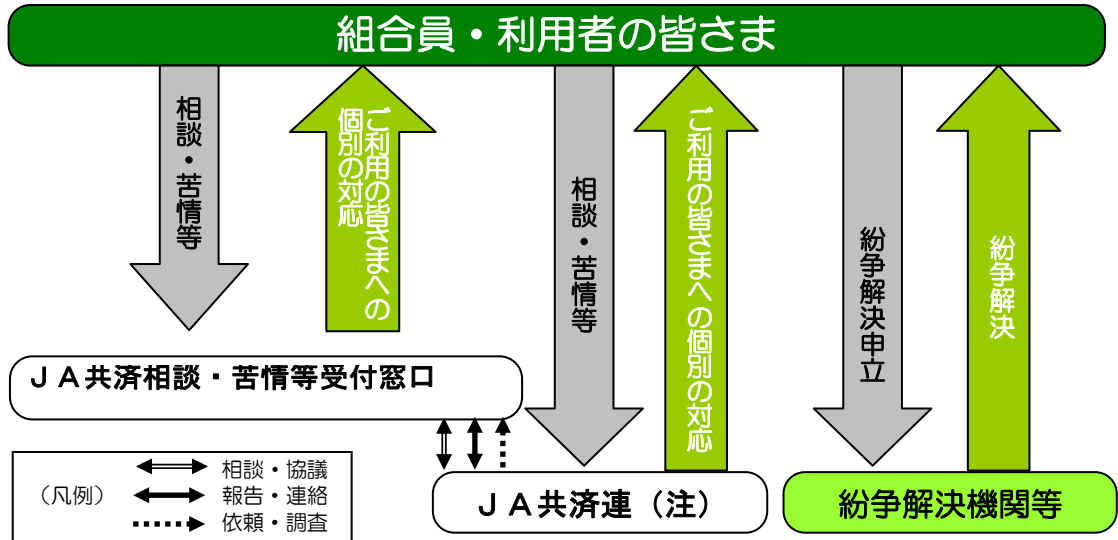 組合員・利用者の皆さま
相談・苦情等
ご利用の皆さまへの
個別の対応
相談・苦情等
ご利用の皆さまへの個別の対応
紛争解決申立
紛争解決
ＪＡ共済相談・苦情等受付窓口
（凡例）
相談・協議
報告・連絡
依頼・調査
ＪＡ共済連（注）
紛争解決機関等